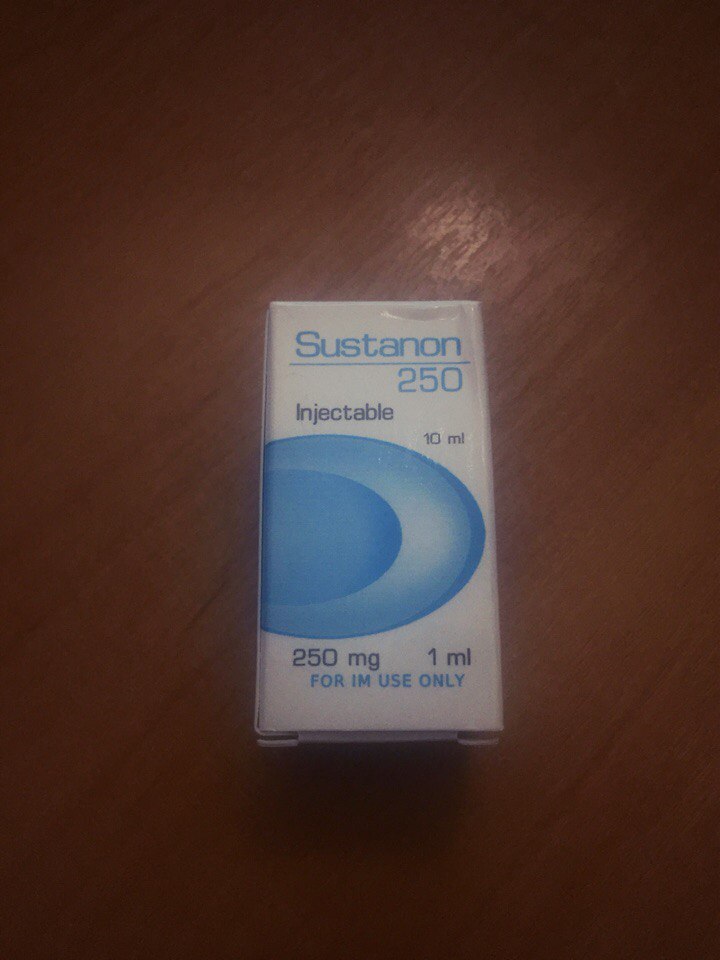 Sustanon
250
Injectable
10 ml
250 mg 1 ml
FOR IM USE ONLY